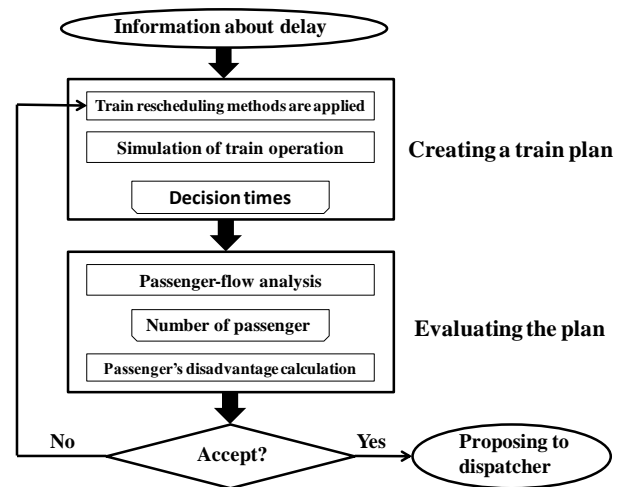 Information about delay
Train rescheduling methods are applied
Simulation of train operation
Creating a train plan
Decision times
Passenger-flow analysis
Number of passenger
Evaluating the plan
Passenger's disadvantage calculation
No
Accept?
Yes
Proposing to
dispatcher